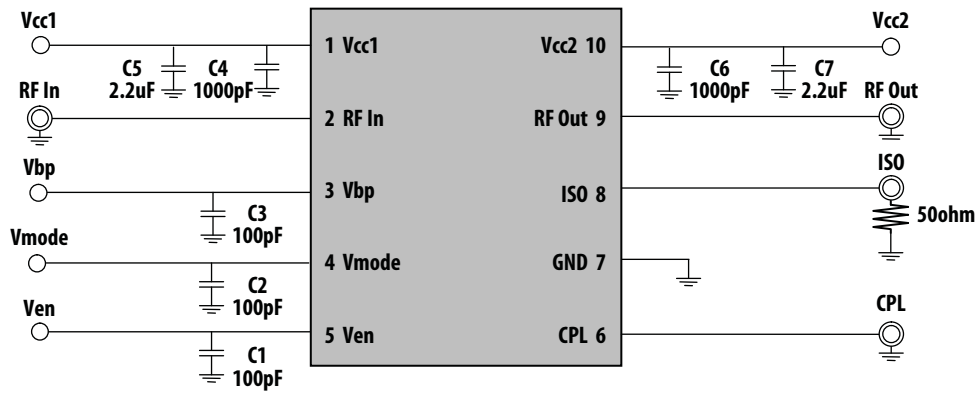 Vcc1
Vcc2
1 Vcc1
Vcc2 10
C5
2.2uF
C4
1000pF
C6
1000pF
C7
2.2uF
RF In
RF Out
2 RF In
RF Out 9
Vbp
ISO
3 Vbp
ISO 8
C3
100pF
50ohm
Vmode
4 Vmode
GND 7
C2
100pF
Ven
CPL
5 Ven
CPL 6
C1
100pF